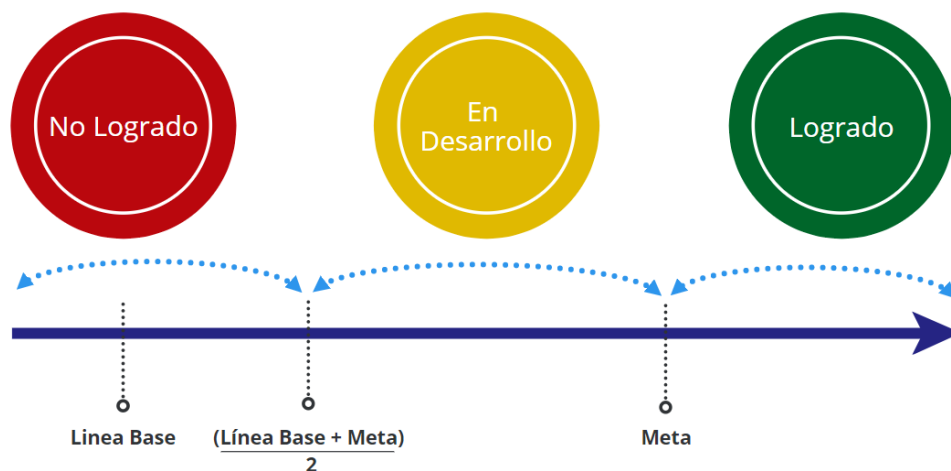 No Logrado
En
Desarrollo
Logrado
Linea Base
(Línea Base + Meta)
2
Meta